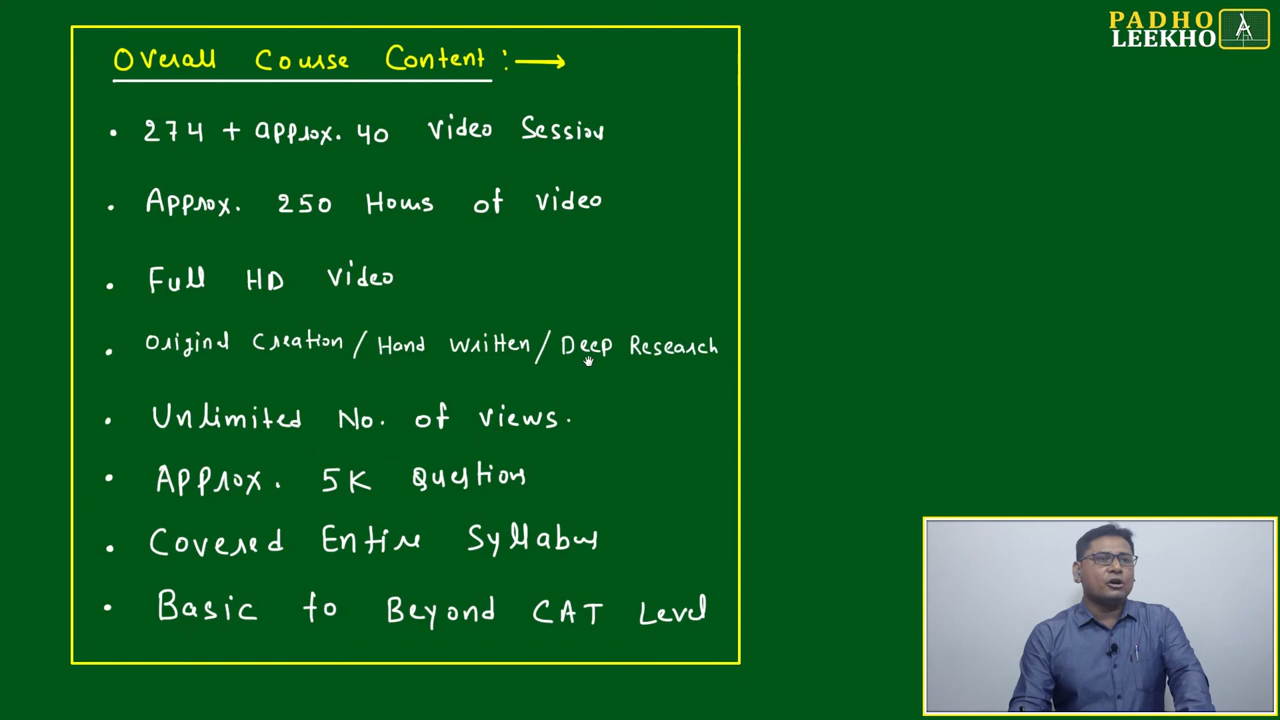 PADHO
LEEKHO
Overall Course Content :→
• 274 + approx. 40 Video Session
• Approx. 250 Hours of video
• Full HD Video
• Original Creation / Hand written / Deep Research
• Unlimited No. of views.
• Approx. 5K Questions
• Covered Entire Syllabus
• Basic to Beyond CAT Level